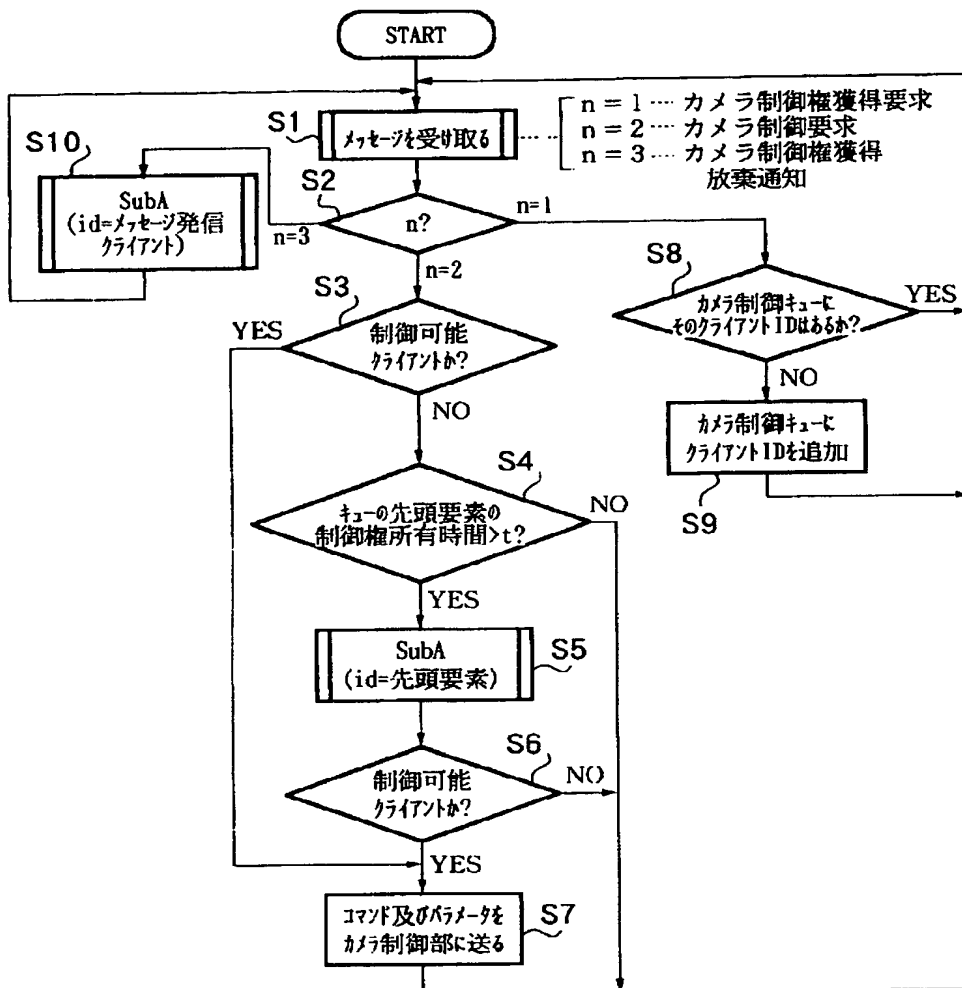 START
S1
メッセージを受け取る
n = 1 … カメラ制御権獲得要求
n = 2 … カメラ制御要求
n = 3 … カメラ制御権獲得
放棄通知
S10
SubA
(id=メッセージ発信
クライアント)
S2
n?
n=3
n=1
n=2
S3
YES
制御可能
クライアントか?
NO
S8
カメラ制御キューに
そのクライアントIDはあるか?
YES
NO
カメラ制御キューに
クライアントIDを追加
S9
S4
キューの先頭要素の
制御権所有時間>t?
NO
YES
SubA
(id=先頭要素)
S5
S6
制御可能
クライアントか?
NO
YES
コマンド及びパラメータを
カメラ制御部に送る
S7